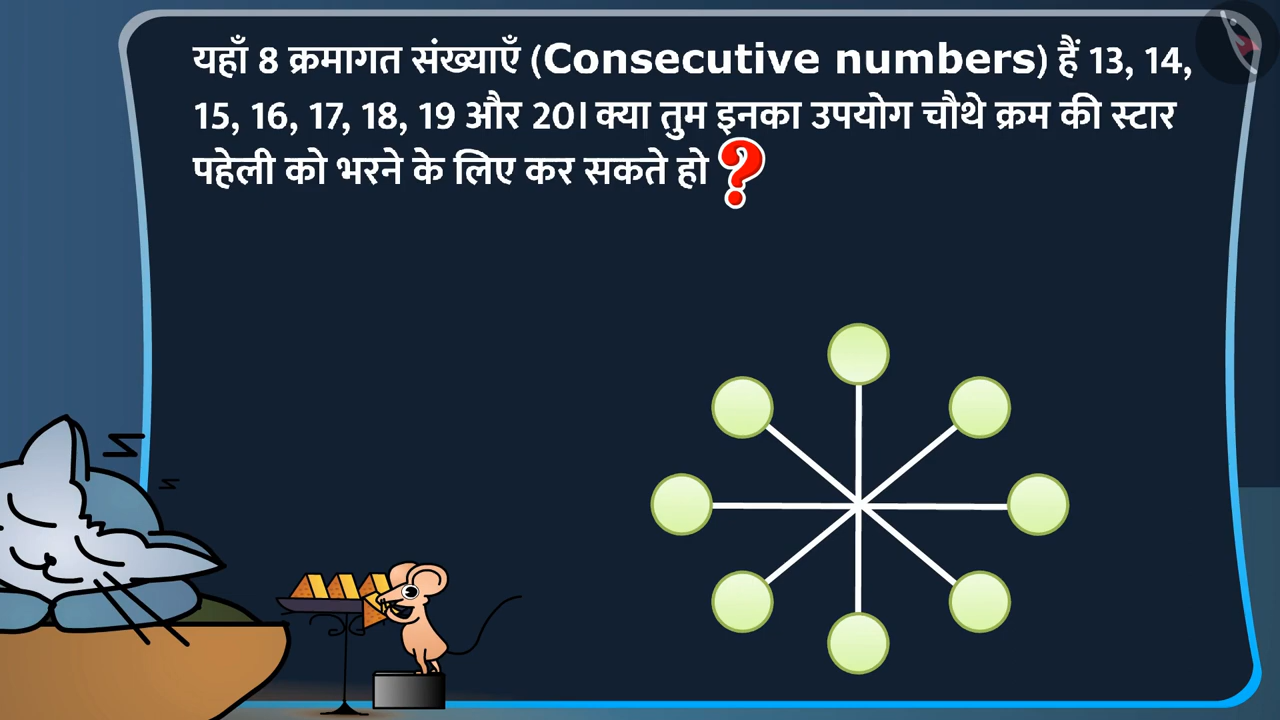 यहाँ 8 क्रमागत संख्याएँ (Consecutive numbers) हैं 13, 14,
15, 16, 17, 18, 19 और 20। क्या तुम इनका उपयोग चौथे क्रम की स्टार
पहेली को भरने के लिए कर सकते हो ?
Z
Z